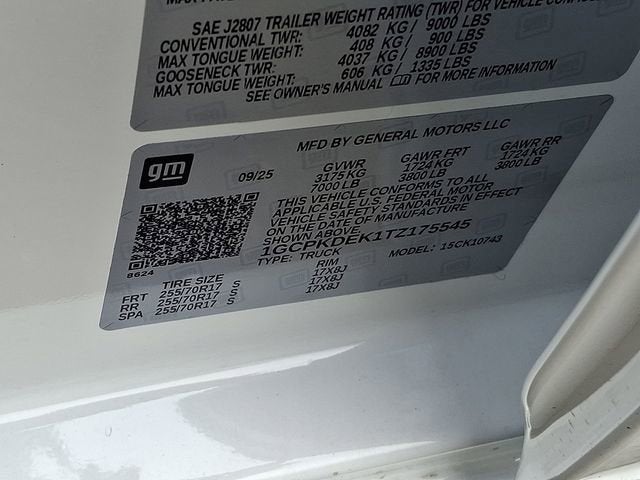 SAE J2807 TRAILER WEIGHT RATING (TWR) FOR VEHICLE
CONVENTIONAL TWR: 4082 KG / 9000 LBS
MAX TONGUE WEIGHT: 408 KG / 900 LBS
GOOSENECK TWR: 4037 KG / 8900 LBS
MAX TONGUE WEIGHT: 606 KG / 1335 LBS
SEE OWNER'S MANUAL FOR MORE INFORMATION
MFD BY GENERAL MOTORS LLC
gm
09/25 GVWR GAWR FRT GAWR RR
3175 KG 1724 KG 1724 KG
7000 LB 3800 LB 3800 LB
THIS VEHICLE CONFORMS TO ALL
APPLICABLE U.S. FEDERAL MOTOR
VEHICLE SAFETY STANDARDS IN EFFECT
ON THE DATE OF MANUFACTURE
SHOWN ABOVE.
1GCPKDEK1TZ175545
8624
TYPE: TRUCK MODEL: 15CK10743
TIRE SIZE RIM
FRT 255/70R17 S 17X8J
RR 255/70R17 S 17X8J
SPA 255/70R17 S 17X8J